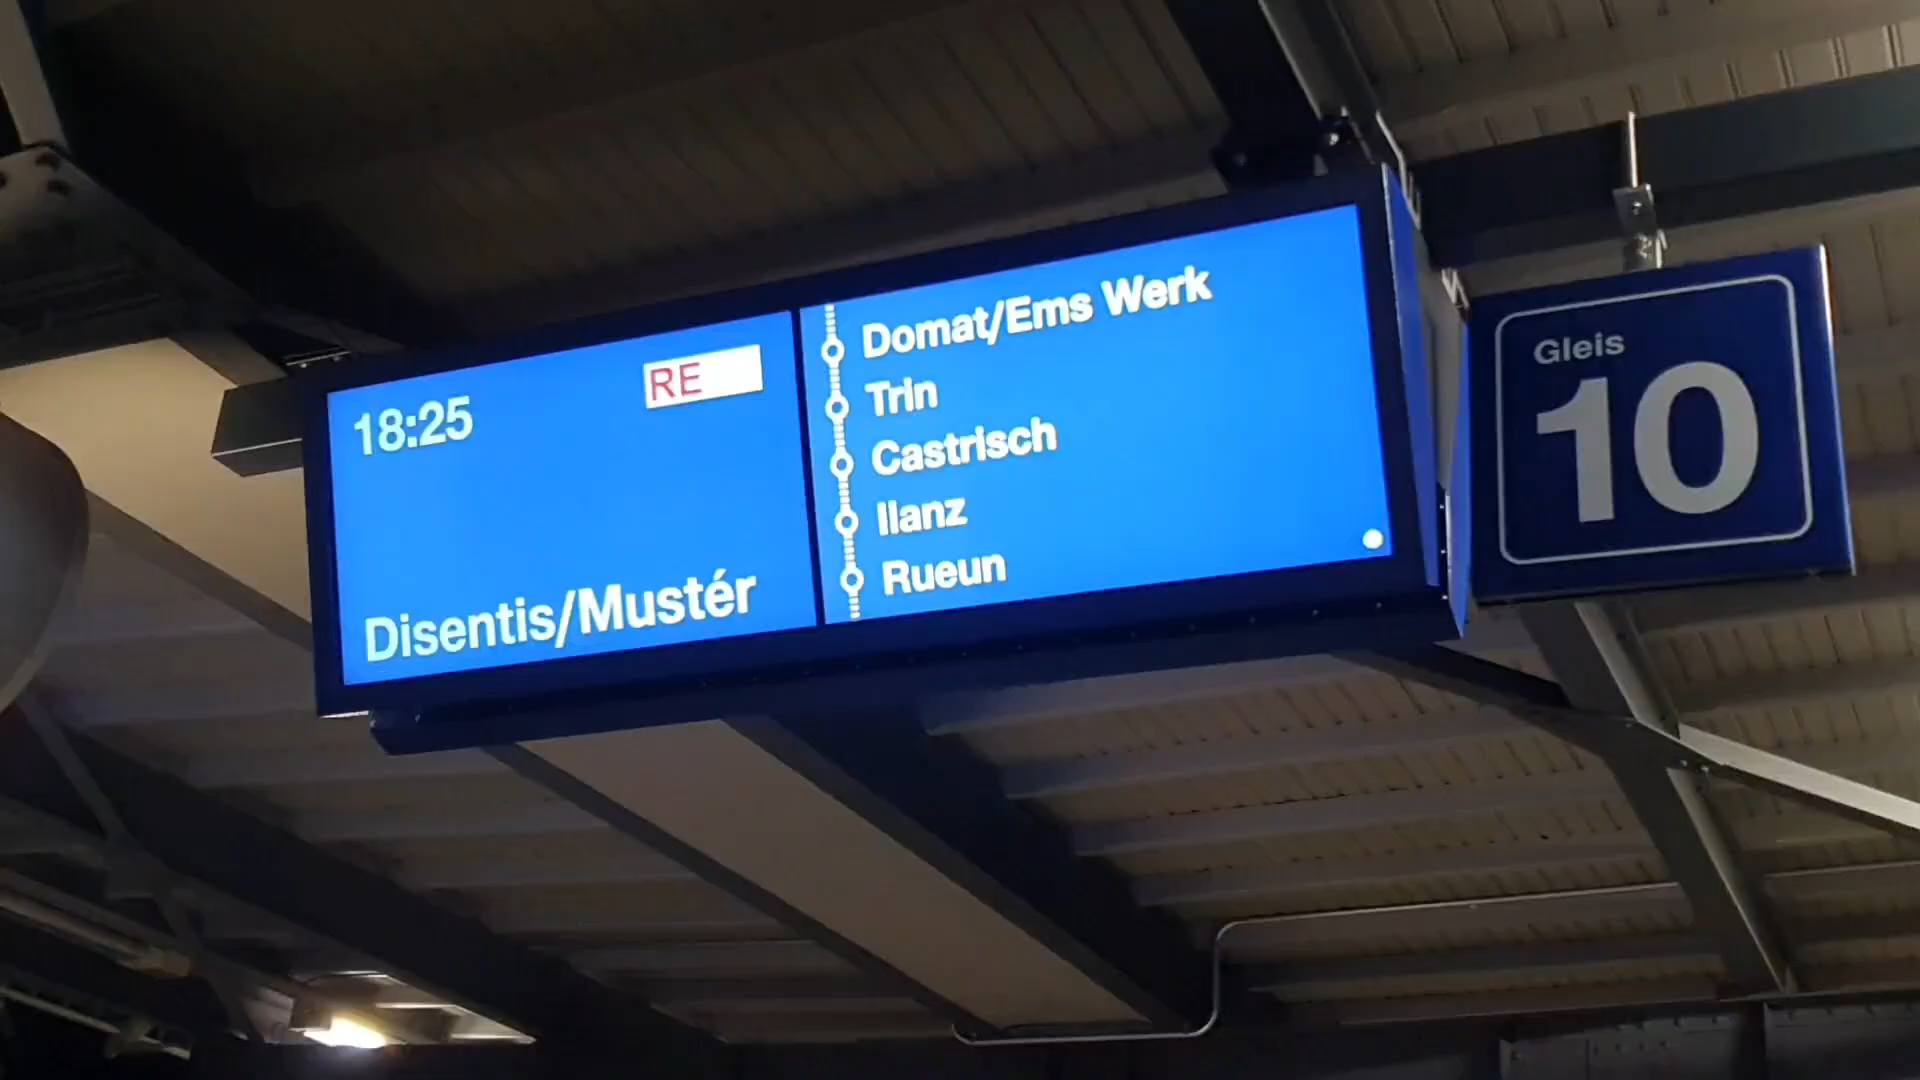 18:25
RE
Disentis/Mustér
Domat/Ems Werk
Trin
Castrisch
Ilanz
Rueun
Gleis
10